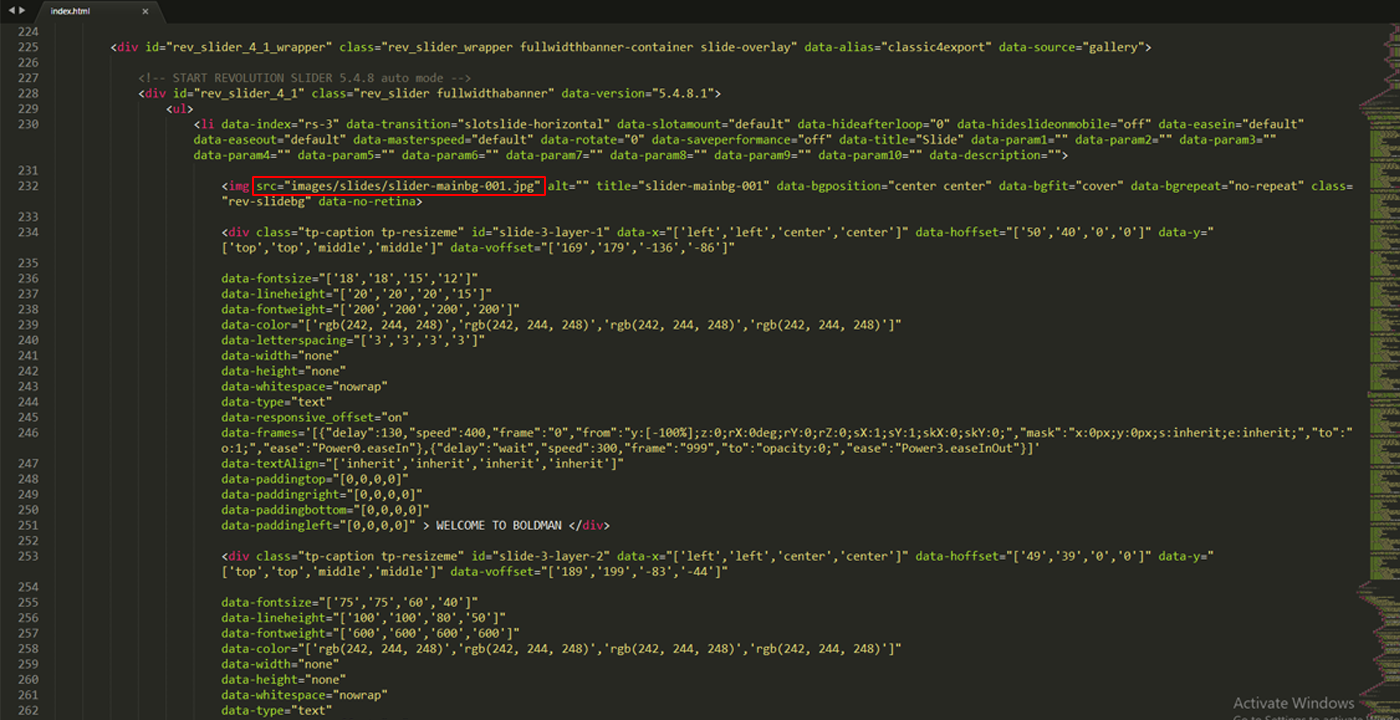 index.html ×
224
225 <div id="rev_slider_4_1_wrapper" class="rev_slider_wrapper fullwidthbanner-container slide-overlay" data-alias="classic4export" data-source="gallery">
226
227 <!-- START REVOLUTION SLIDER 5.4.8 auto mode -->
228 <div id="rev_slider_4_1" class="rev_slider fullwidthabanner" data-version="5.4.8.1">
229 <ul>
230 <li data-index="rs-3" data-transition="slotslide-horizontal" data-slotamount="default" data-hideafterloop="0" data-hideslideonmobile="off" data-easein="default"
data-easeout="default" data-masterspeed="default" data-rotate="0" data-saveperformance="off" data-title="Slide" data-param1="" data-param2="" data-param3=""
data-param4="" data-param5="" data-param6="" data-param7="" data-param8="" data-param9="" data-param10="" data-description="">
231
232 <img src="images/slides/slider-mainbg-001.jpg" alt="" title="slider-mainbg-001" data-bgposition="center center" data-bgfit="cover" data-bgrepeat="no-repeat" class=
"rev-slidebg" data-no-retina>
233
234 <div class="tp-caption tp-resizeme" id="slide-3-layer-1" data-x="['left','left','center','center']" data-hoffset="['50','40','0','0']" data-y="
['top','top','middle','middle']" data-voffset="['169','179','-136','-86']"
235
236 data-fontsize="['18','18','15','12']"
237 data-lineheight="['20','20','20','15']"
238 data-fontweight="['200','200','200','200']"
239 data-color="['rgb(242, 244, 248)','rgb(242, 244, 248)','rgb(242, 244, 248)','rgb(242, 244, 248)']"
240 data-letterspacing="['3','3','3','3']"
241 data-width="none"
242 data-height="none"
243 data-whitespace="nowrap"
244 data-type="text"
245 data-responsive_offset="on"
246 data-frames='[{"delay":130,"speed":400,"frame":"0","from":"y:[-100%];z:0;rX:0deg;rY:0;rZ:0;sX:1;sY:1;skX:0;skY:0;","mask":"x:0px;y:0px;s:inherit;e:inherit;","to":"
o:1;","ease":"Power0.easeIn"},{"delay":"wait","speed":300,"frame":"999","to":"opacity:0;","ease":"Power3.easeInOut"}]'
247 data-textAlign="['inherit','inherit','inherit','inherit']"
248 data-paddingtop="[0,0,0,0]"
249 data-paddingright="[0,0,0,0]"
250 data-paddingbottom="[0,0,0,0]"
251 data-paddingleft="[0,0,0,0]" > WELCOME TO BOLDMAN </div>
252
253 <div class="tp-caption tp-resizeme" id="slide-3-layer-2" data-x="['left','left','center','center']" data-hoffset="['49','39','0','0']" data-y="
['top','top','middle','middle']" data-voffset="['189','199','-83','-44']"
254
255 data-fontsize="['75','75','60','40']"
256 data-lineheight="['100','100','80','50']"
257 data-fontweight="['600','600','600','600']"
258 data-color="['rgb(242, 244, 248)','rgb(242, 244, 248)','rgb(242, 244, 248)','rgb(242, 244, 248)']"
259 data-width="none"
260 data-height="none"
261 data-whitespace="nowrap"
262 data-type="text"
Activate Windows